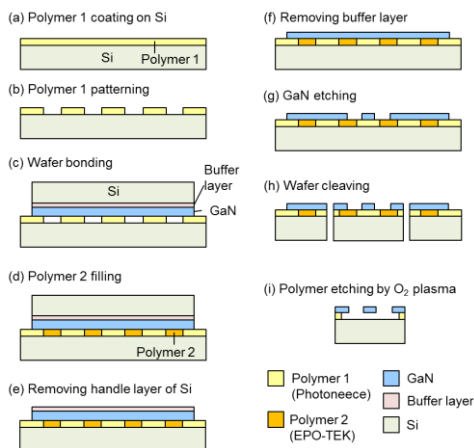 (a) Polymer 1 coating on Si
Si
Polymer 1
(b) Polymer 1 patterning
(c) Wafer bonding
Si
Buffer
layer
GaN
(d) Polymer 2 filling
Polymer 2
(e) Removing handle layer of Si
(f) Removing buffer layer
(g) GaN etching
(h) Wafer cleaving
(i) Polymer etching by O₂ plasma
Polymer 1
(Photoneece)
Polymer 2
(EPO-TEK)
GaN
Buffer layer
Si